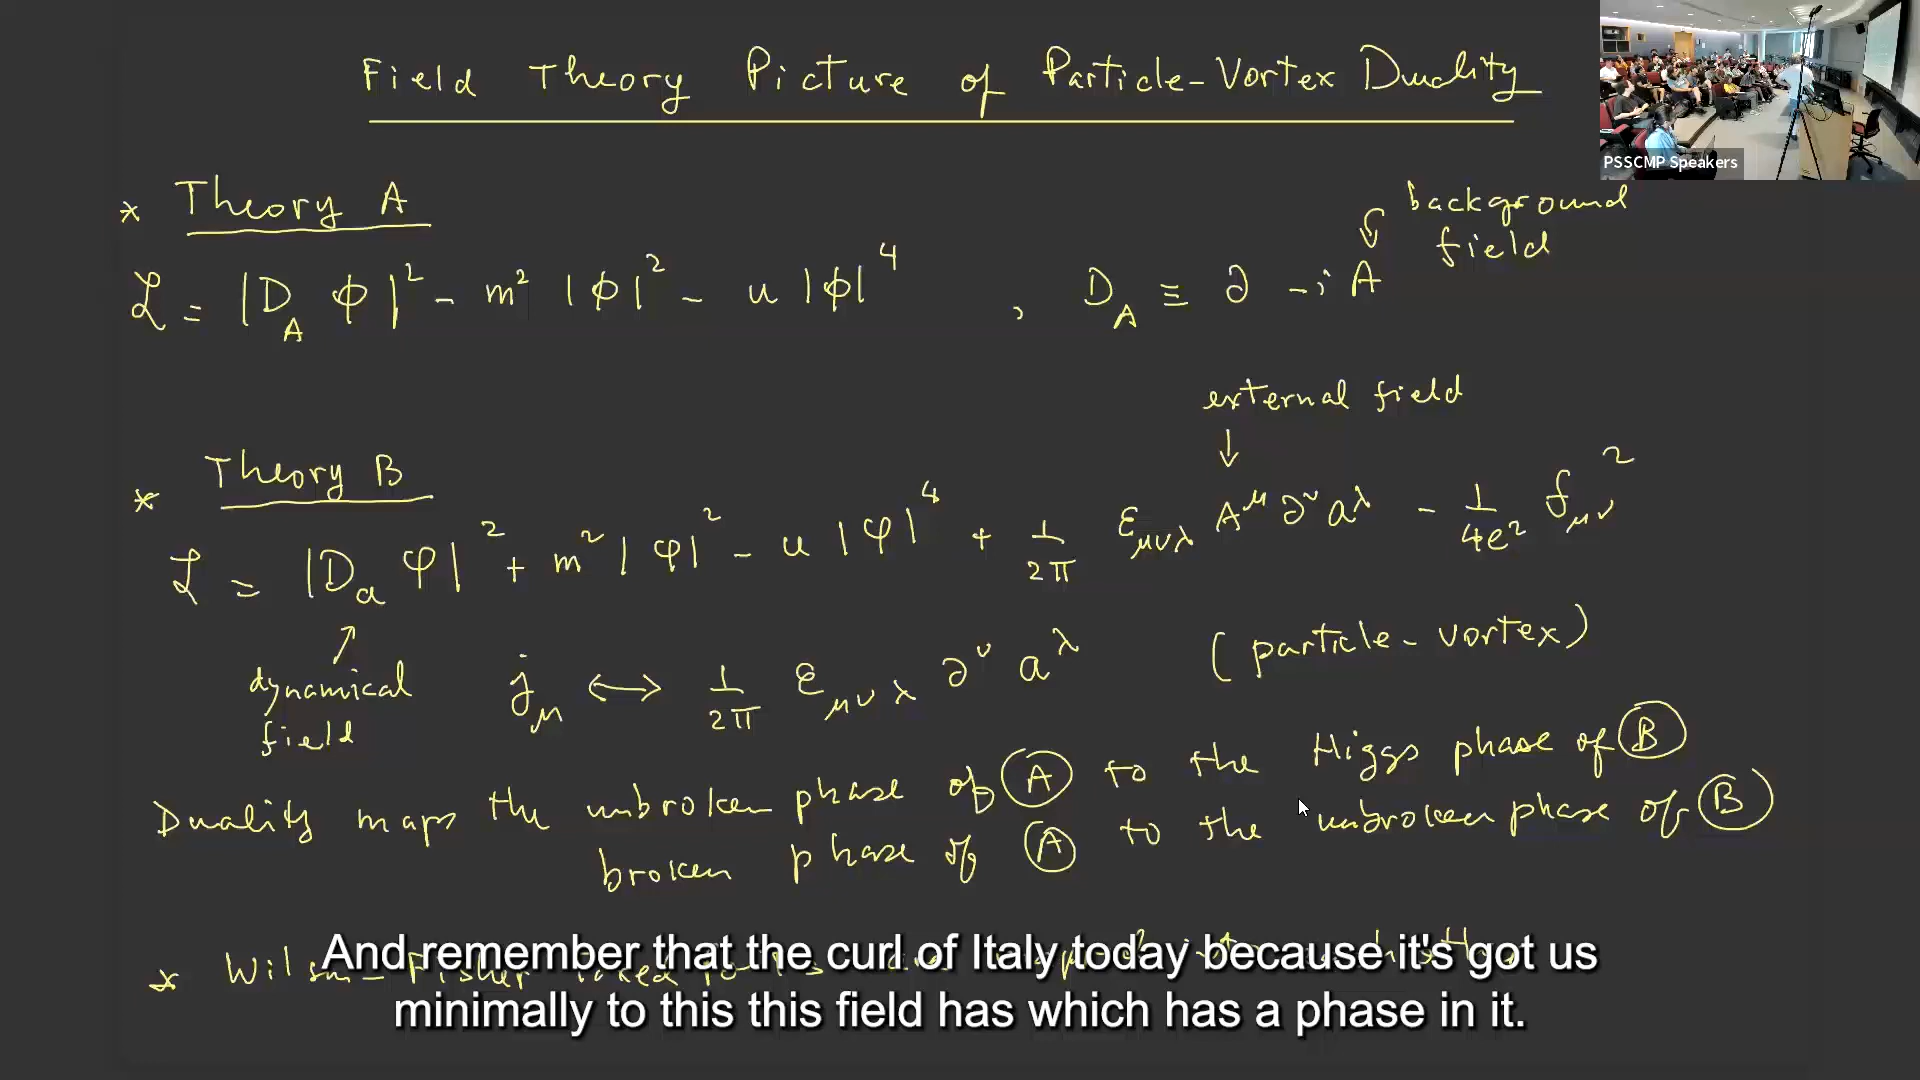 Field Theory Picture of Particle-Vortex Duality
PSSCMP Speakers
* Theory A
background field
ℒ = |D_A ϕ|² - m² |ϕ|² - u |ϕ|⁴ , D_A ≡ ∂ - i A
external field
* Theory B
ℒ = |D_a φ|² + m² |φ|² - u |φ|⁴ + 1/2π ε_μνλ A^μ ∂^ν a^λ - 1/4e² f_μν²
dynamical field
j_μ ↔ 1/2π ε_μνλ ∂^ν a^λ (particle-vortex)
Duality maps the unbroken phase of Ⓐ to the Higgs phase of Ⓑ
broken phase of Ⓐ to the unbroken phase of Ⓑ
* Wilson-Fisher fixed
And remember that the curl of Italy today because it's got us
minimally to this this field has which has a phase in it.